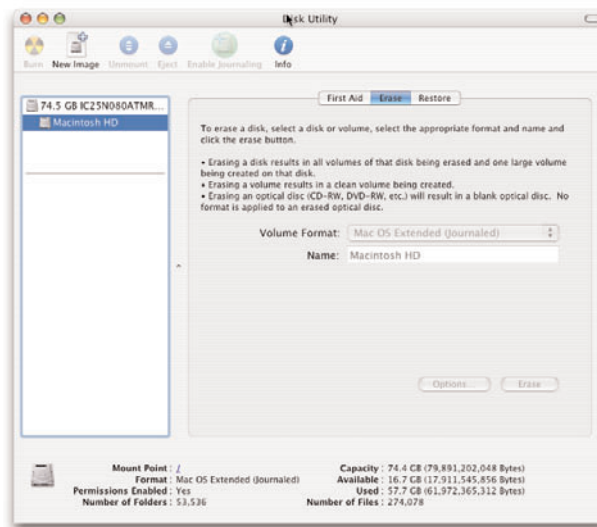 Disk Utility
Burn New Image Unmount Eject Enable Journaling Info
74.5 GB IC25N080ATMR...
Macintosh HD
First Aid Erase Restore
To erase a disk, select a disk or volume, select the appropriate format and name and
click the erase button.
• Erasing a disk results in all volumes of that disk being erased and one large volume
being created on that disk.
• Erasing a volume results in a clean volume being created.
• Erasing an optical disc (CD-RW, DVD-RW, etc.) will result in a blank optical disc. No
format is applied to an erased optical disc.
Volume Format: Mac OS Extended (Journaled)
Name: Macintosh HD
Options... Erase
Mount Point : / Capacity : 74.4 GB (79,891,202,048 Bytes)
Format : Mac OS Extended (Journaled) Available : 16.7 GB (17,911,545,856 Bytes)
Permissions Enabled : Yes Used : 57.7 GB (61,972,365,312 Bytes)
Number of Folders : 53,536 Number of Files : 274,078